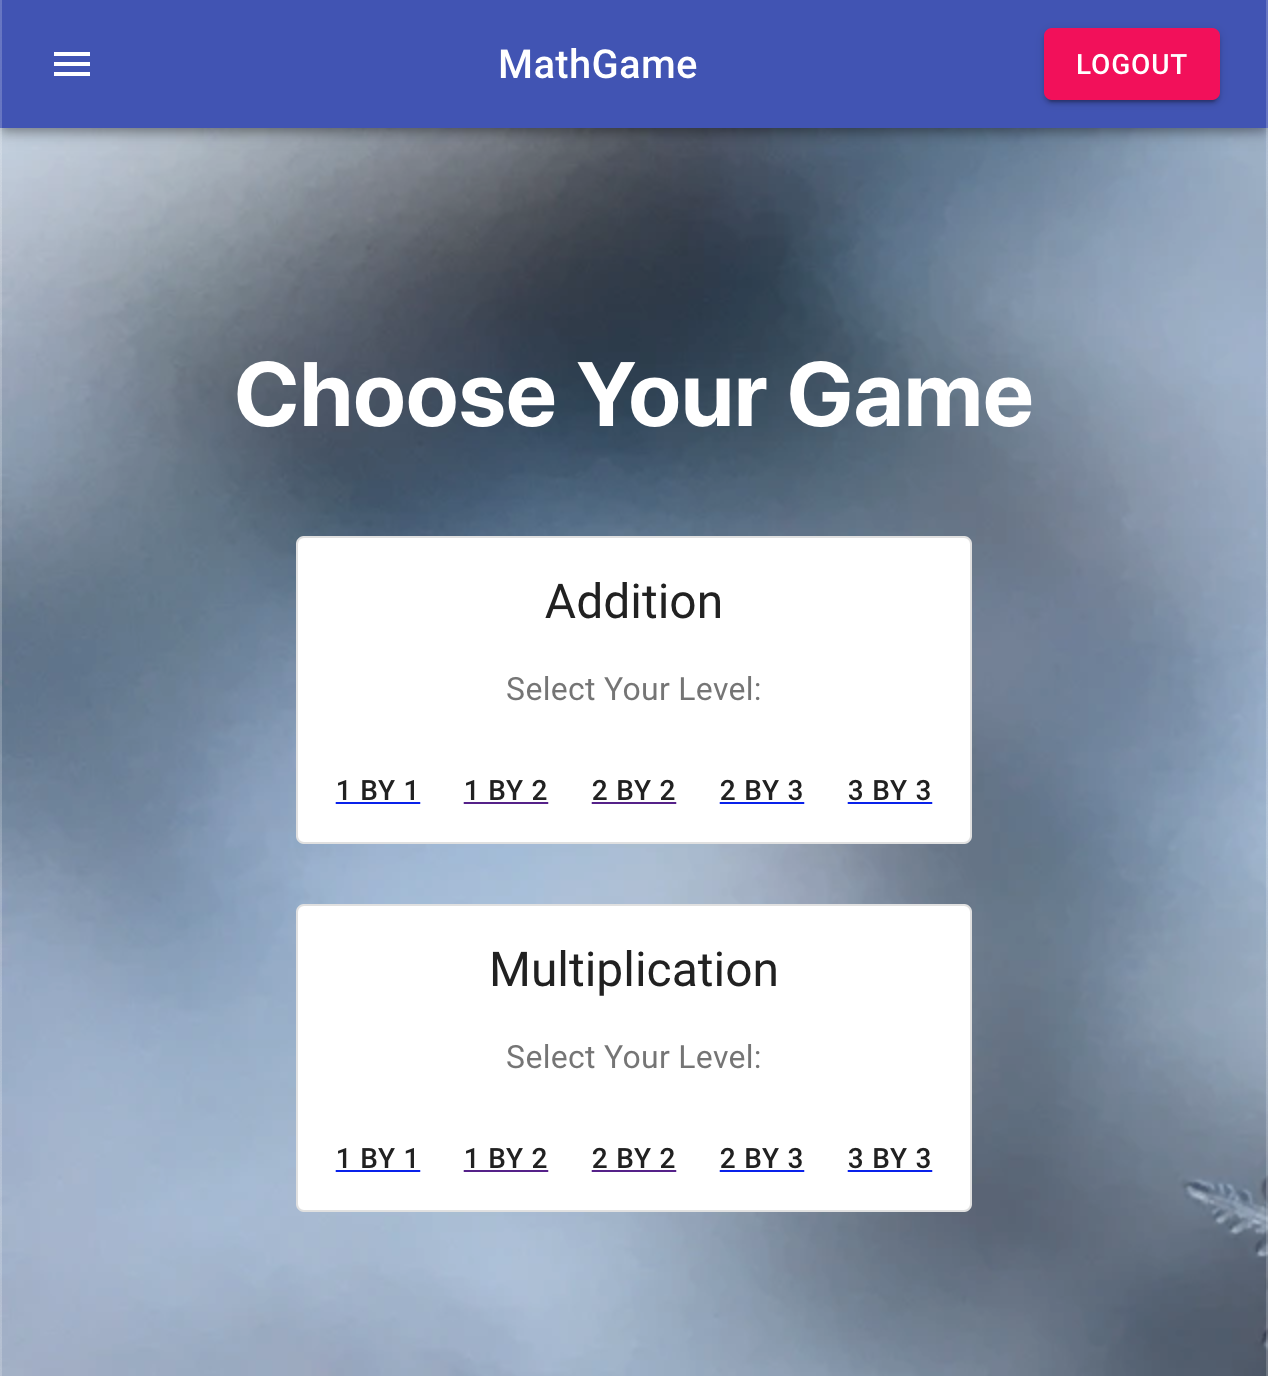 MathGame
LOGOUT
Choose Your Game
Addition
Select Your Level:
1 BY 1 1 BY 2 2 BY 2 2 BY 3 3 BY 3
Multiplication
Select Your Level:
1 BY 1 1 BY 2 2 BY 2 2 BY 3 3 BY 3